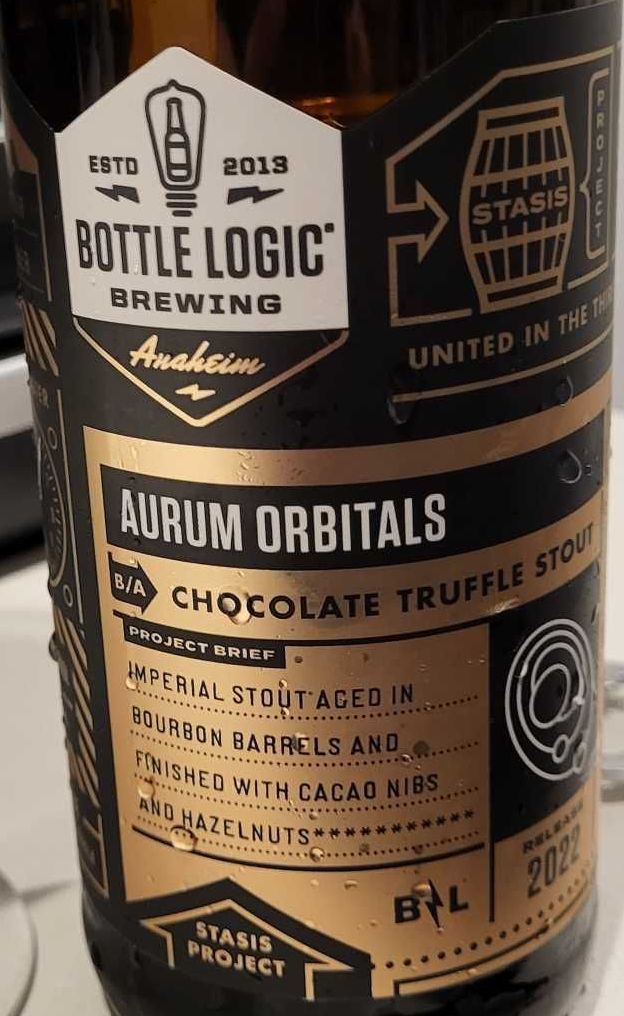 ESTD 2013
BOTTLE LOGIC
BREWING
Anaheim
STASIS
PROJECT
UNITED IN THE
AURUM ORBITALS
B/A CHOCOLATE TRUFFLE STOUT
PROJECT BRIEF
IMPERIAL STOUT AGED IN
BOURBON BARRELS AND
FINISHED WITH CACAO NIBS
AND HAZELNUTS***********
RELEASE
2022
B L
STASIS
PROJECT